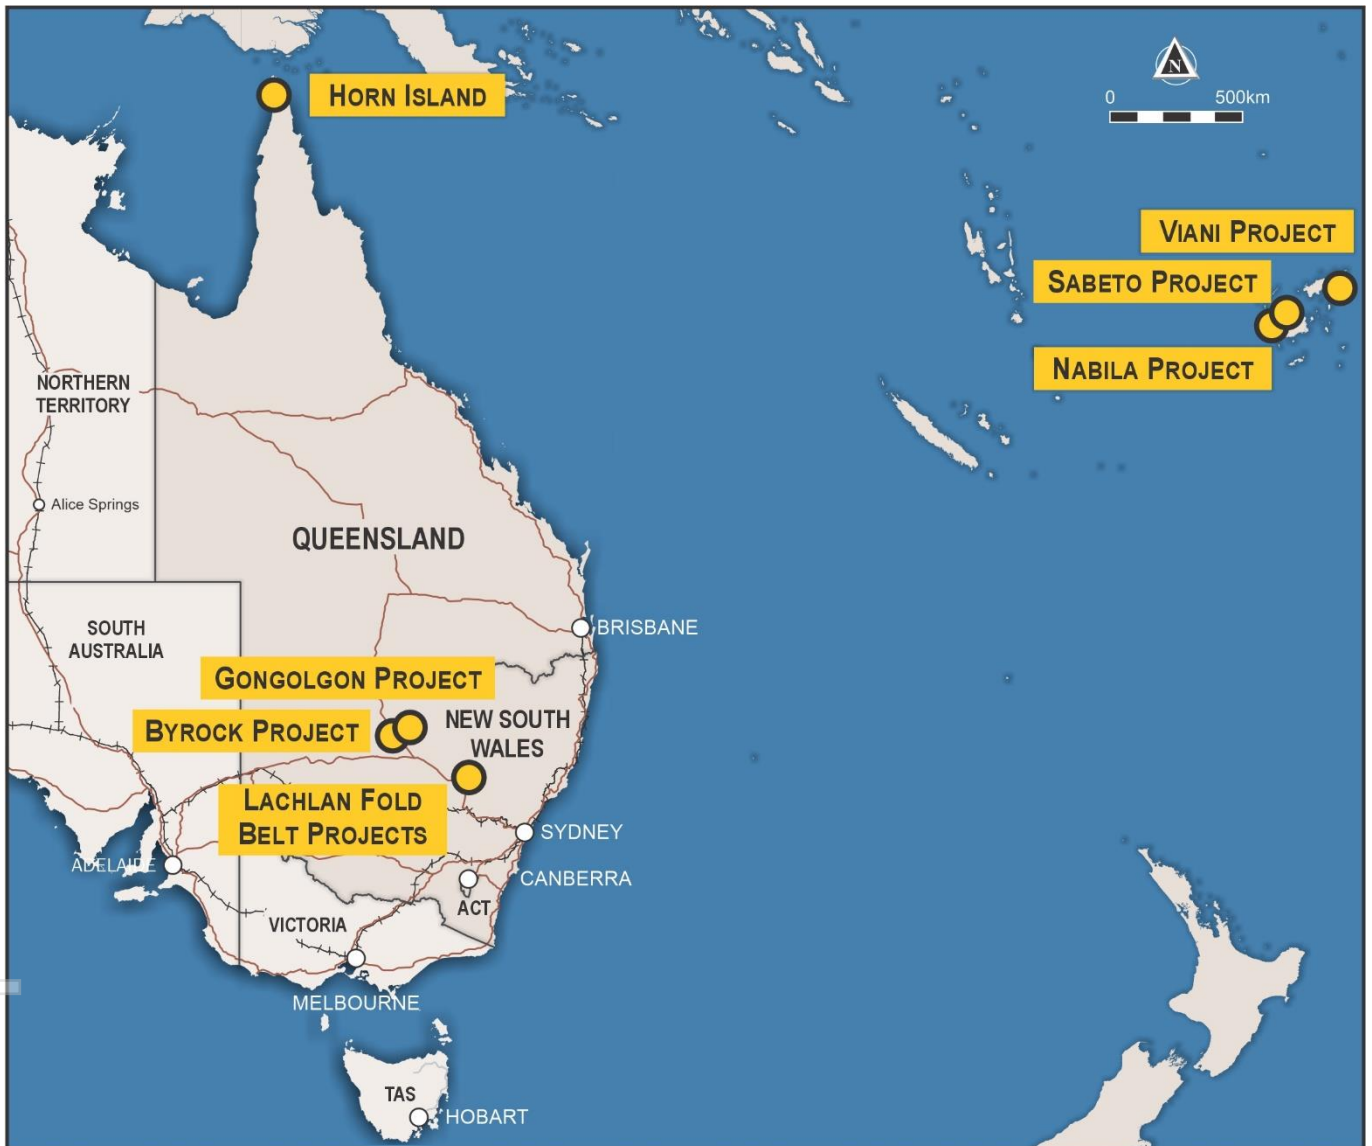 HORN ISLAND
N
0 500km
VIANI PROJECT
SABETO PROJECT
NABILA PROJECT
NORTHERN
TERRITORY
Alice Springs
QUEENSLAND
BRISBANE
SOUTH
AUSTRALIA
GONGOLGON PROJECT
BYROCK PROJECT
NEW SOUTH
WALES
LACHLAN FOLD
BELT PROJECTS
SYDNEY
ADELAIDE
CANBERRA
ACT
VICTORIA
MELBOURNE
TAS
HOBART